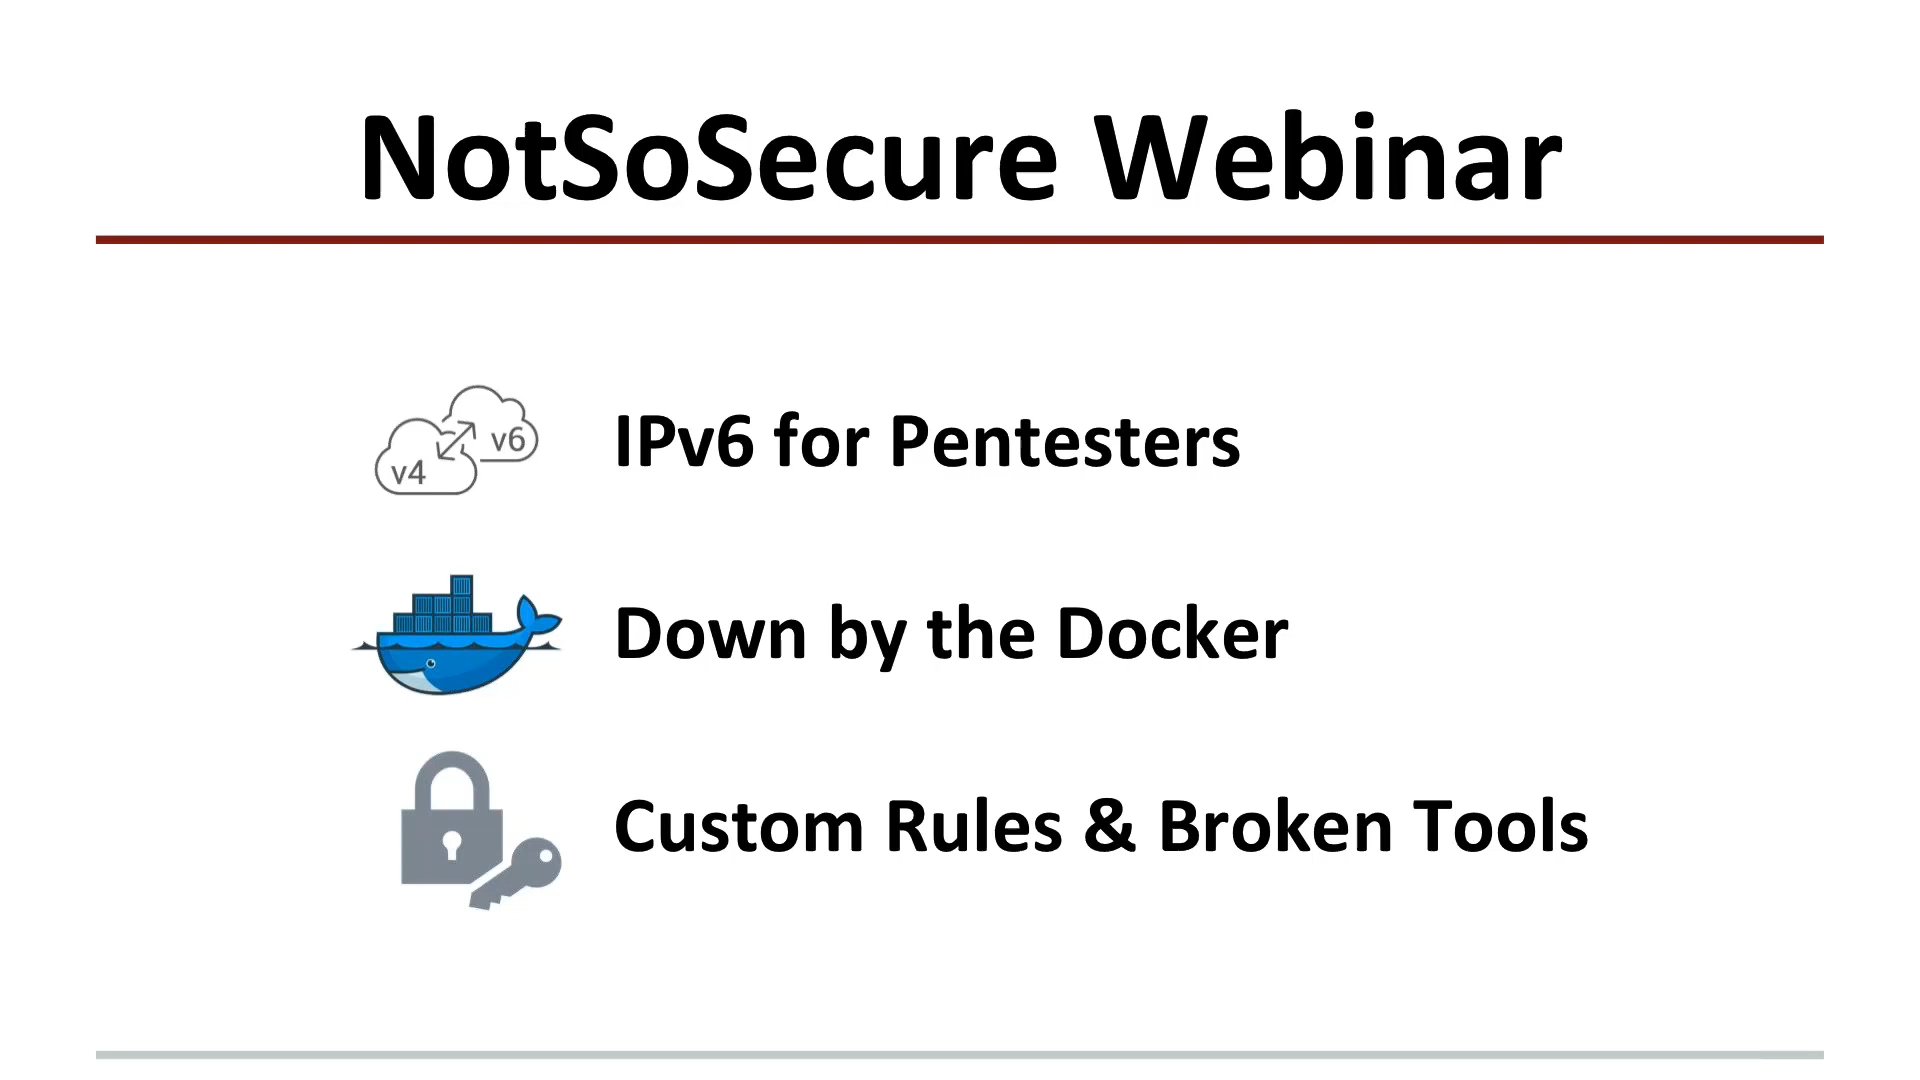 NotSoSecure Webinar
v4
v6
IPv6 for Pentesters
Down by the Docker
Custom Rules & Broken Tools